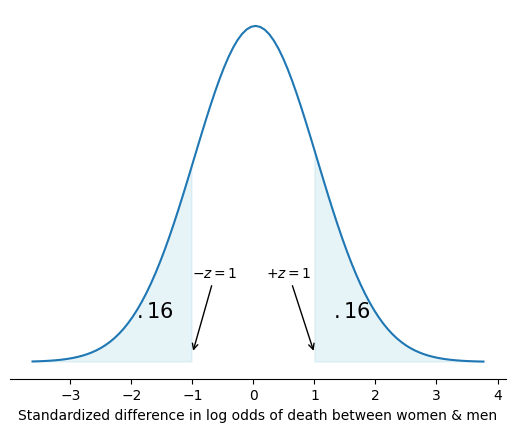 −z = 1 +z = 1
.16 .16
−3 −2 −1 0 1 2 3 4
Standardized difference in log odds of death between women & men